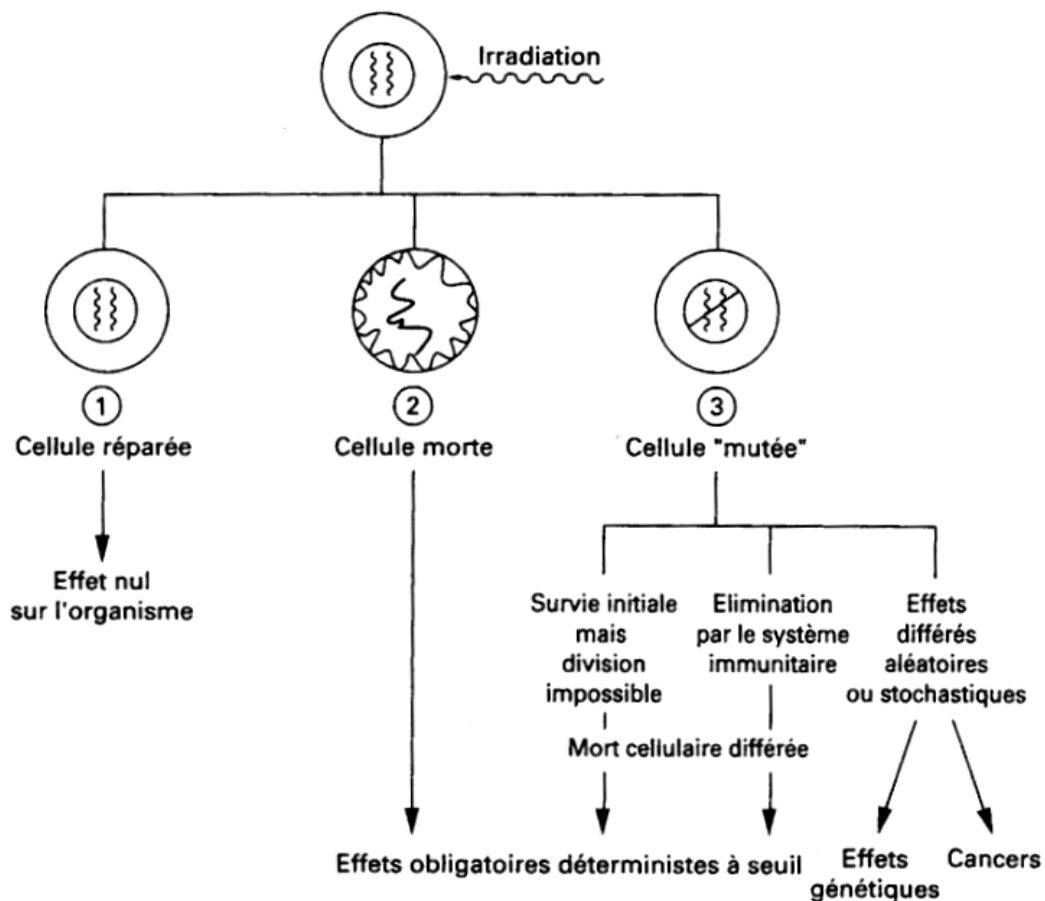 Irradiation
1
Cellule réparée
Effet nul
sur l'organisme
2
Cellule morte
3
Cellule "mutée"
Survie initiale
mais
division
impossible
Elimination
par le système
immunitaire
Effets
différés
aléatoires
ou stochastiques
Mort cellulaire différée
Effets obligatoires déterministes à seuil
Effets
génétiques
Cancers